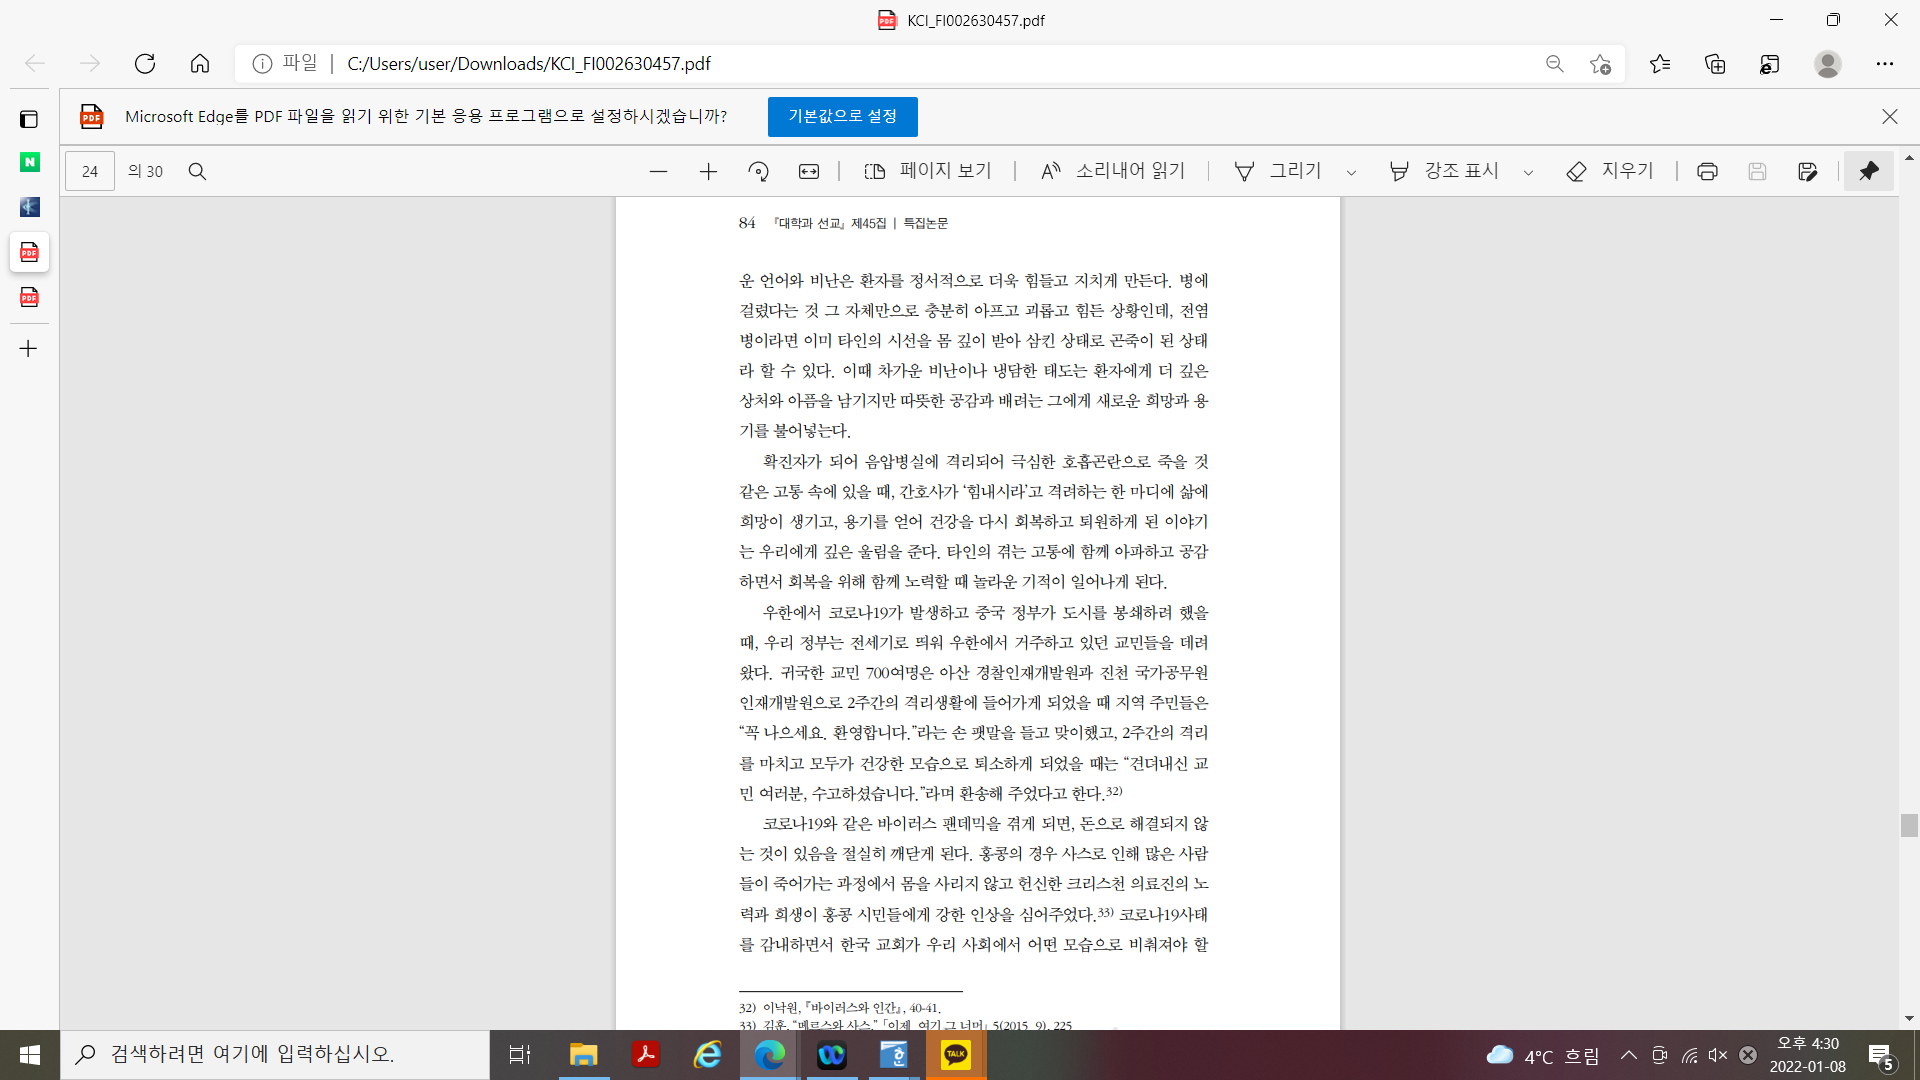 KCI_FI002630457.pdf
파일 | C:/Users/user/Downloads/KCI_FI002630457.pdf
Microsoft Edge를 PDF 파일을 읽기 위한 기본 응용 프로그램으로 설정하시겠습니까?
기본값으로 설정
24 의 30
페이지 보기
소리내어 읽기
그리기
강조 표시
지우기
84 『대학과 선교』 제45집 | 특집논문
운 언어와 비난은 환자를 정서적으로 더욱 힘들고 지치게 만든다. 병에
걸렸다는 것 그 자체만으로 충분히 아프고 괴롭고 힘든 상황인데, 전염
병이라면 이미 타인의 시선을 몸 깊이 받아 삼킨 상태로 곤죽이 된 상태
라 할 수 있다. 이때 차가운 비난이나 냉담한 태도는 환자에게 더 깊은
상처와 아픔을 남기지만 따뜻한 공감과 배려는 그에게 새로운 희망과 용
기를 불어넣는다.
확진자가 되어 음압병실에 격리되어 극심한 호흡곤란으로 죽을 것
같은 고통 속에 있을 때, 간호사가 ‘힘내시라’고 격려하는 한 마디에 삶에
희망이 생기고, 용기를 얻어 건강을 다시 회복하고 퇴원하게 된 이야기
는 우리에게 깊은 울림을 준다. 타인의 겪는 고통에 함께 아파하고 공감
하면서 회복을 위해 함께 노력할 때 놀라운 기적이 일어나게 된다.
우한에서 코로나19가 발생하고 중국 정부가 도시를 봉쇄하려 했을
때, 우리 정부는 전세기로 띄워 우한에서 거주하고 있던 교민들을 데려
왔다. 귀국한 교민 700여명은 아산 경찰인재개발원과 진천 국가공무원
인재개발원으로 2주간의 격리생활에 들어가게 되었을 때 지역 주민들은
“꼭 나으세요. 환영합니다.”라는 손 팻말을 들고 맞이했고, 2주간의 격리
를 마치고 모두가 건강한 모습으로 퇴소하게 되었을 때는 “견뎌내신 교
민 여러분, 수고하셨습니다.”라며 환송해 주었다고 한다.32)
코로나19와 같은 바이러스 팬데믹을 겪게 되면, 돈으로 해결되지 않
는 것이 있음을 절실히 깨닫게 된다. 홍콩의 경우 사스로 인해 많은 사람
들이 죽어가는 과정에서 몸을 사리지 않고 헌신한 크리스천 의료진의 노
력과 희생이 홍콩 시민들에게 강한 인상을 심어주었다.33) 코로나19사태
를 감내하면서 한국 교회가 우리 사회에서 어떤 모습으로 비춰져야 할
32) 이낙원, 『바이러스와 인간』, 40-41.
33) 김훈, “메르스와 사스,” 「이제 여기 그 너머」 5(2015, 9), 225
검색하려면 여기에 입력하십시오.
TALK
4°C 흐림
오후 4:30
2022-01-08
5